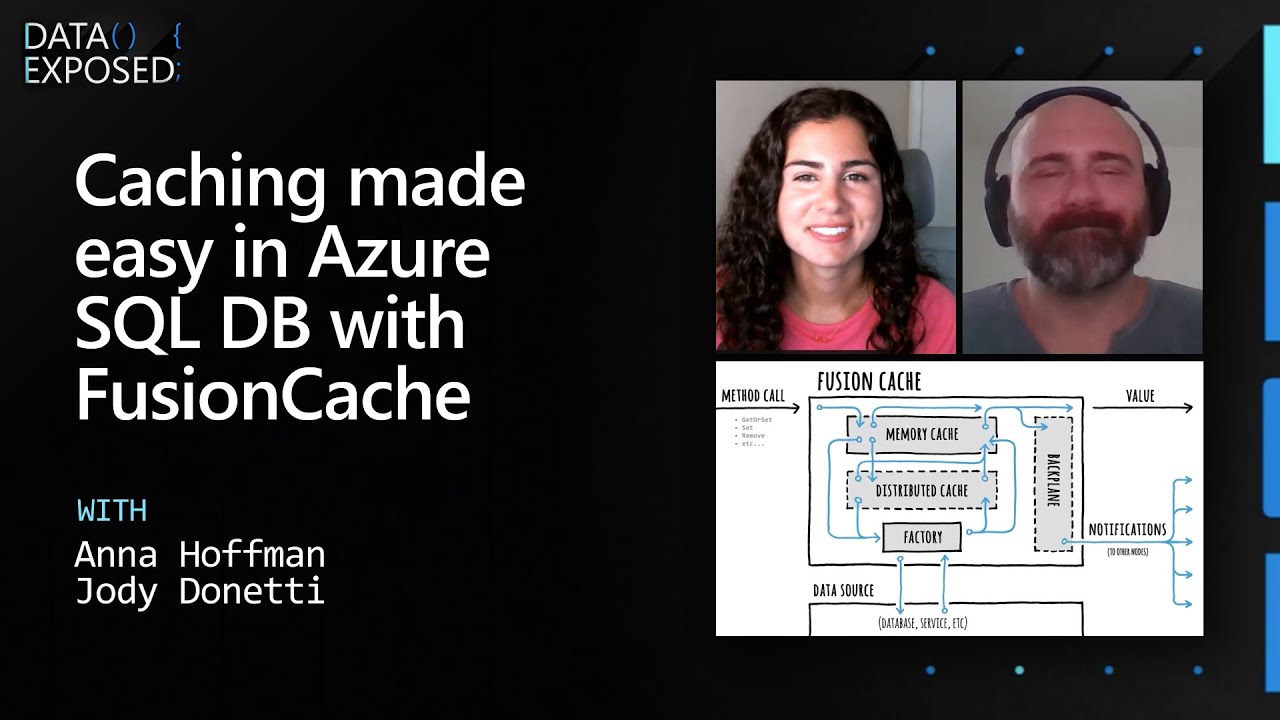 DATA() {
EXPOSED;
Caching made
easy in Azure
SQL DB with
FusionCache
WITH
Anna Hoffman
Jody Donetti
FUSION CACHE
METHOD CALL
- GetOrSet
- Set
- Remove
- etc...
VALUE
MEMORY CACHE
DISTRIBUTED CACHE
FACTORY
BACKPLANE
NOTIFICATIONS
(TO OTHER NODES)
DATA SOURCE
(DATABASE, SERVICE, ETC)